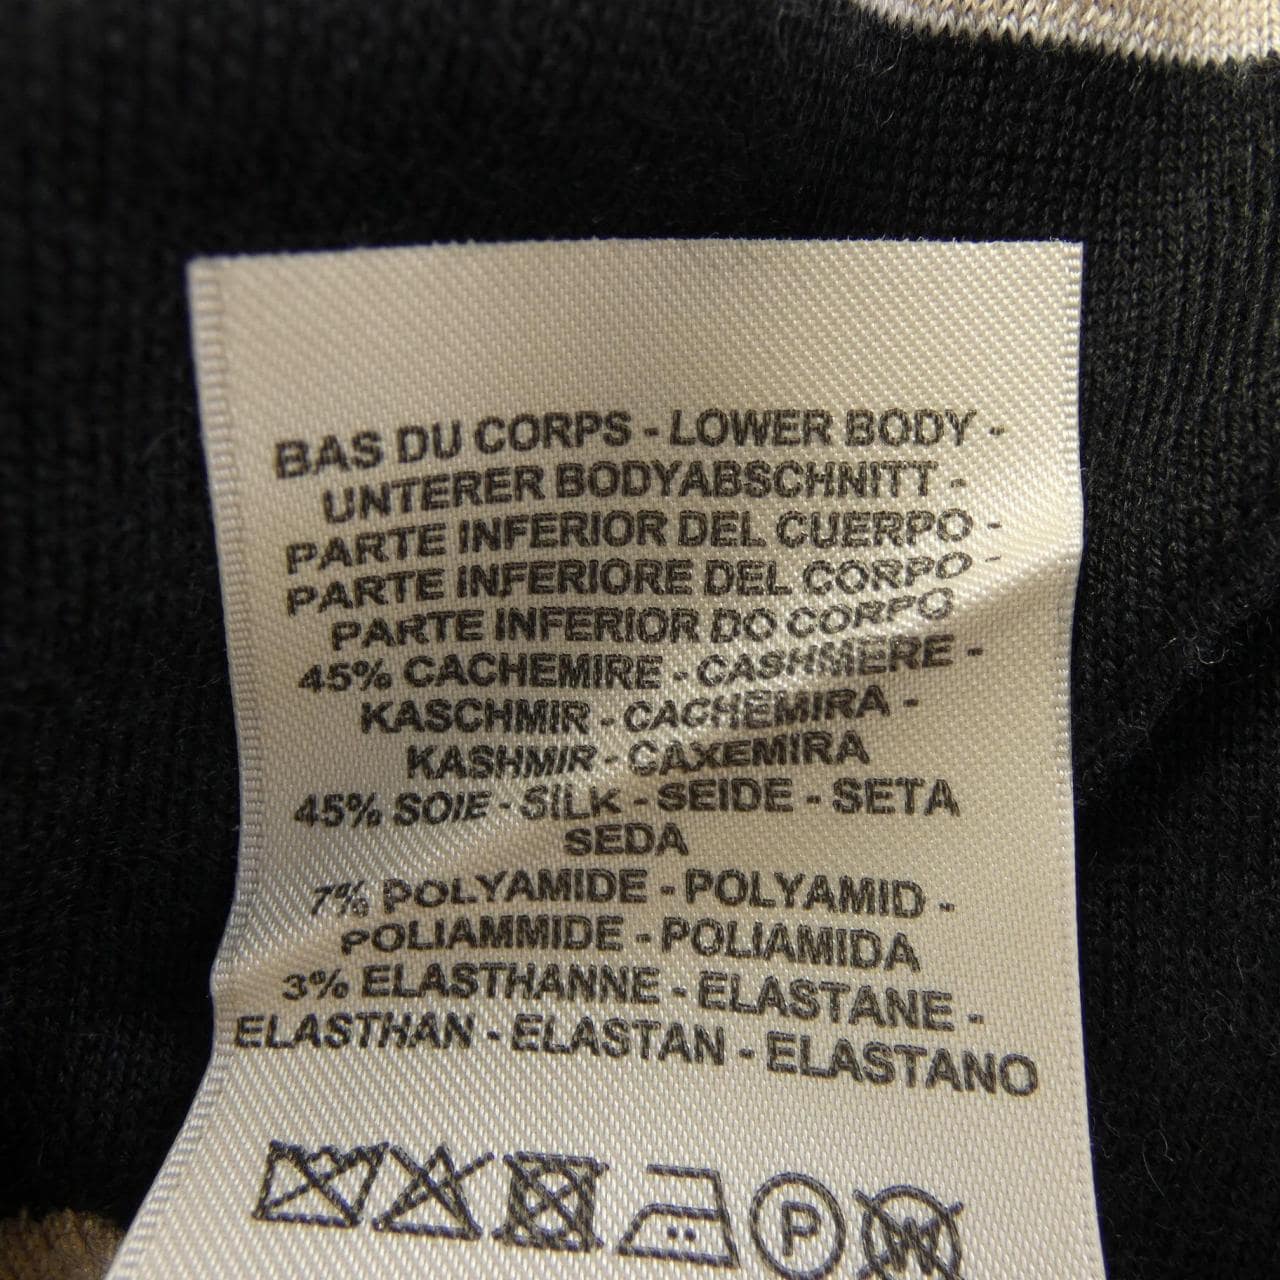 BAS DU CORPS - LOWER BODY -
UNTERER BODYABSCHNITT -
PARTE INFERIOR DEL CUERPO -
PARTE INFERIORE DEL CORPO -
PARTE INFERIOR DO CORPO
45% CACHEMIRE - CASHMERE -
KASCHMIR - CACHEMIRA -
KASHMIR - CAXEMIRA
45% SOIE - SILK - SEIDE - SETA
SEDA
7% POLYAMIDE - POLYAMID -
POLIAMMIDE - POLIAMIDA
3% ELASTHANNE - ELASTANE -
ELASTHAN - ELASTAN - ELASTANO
P W